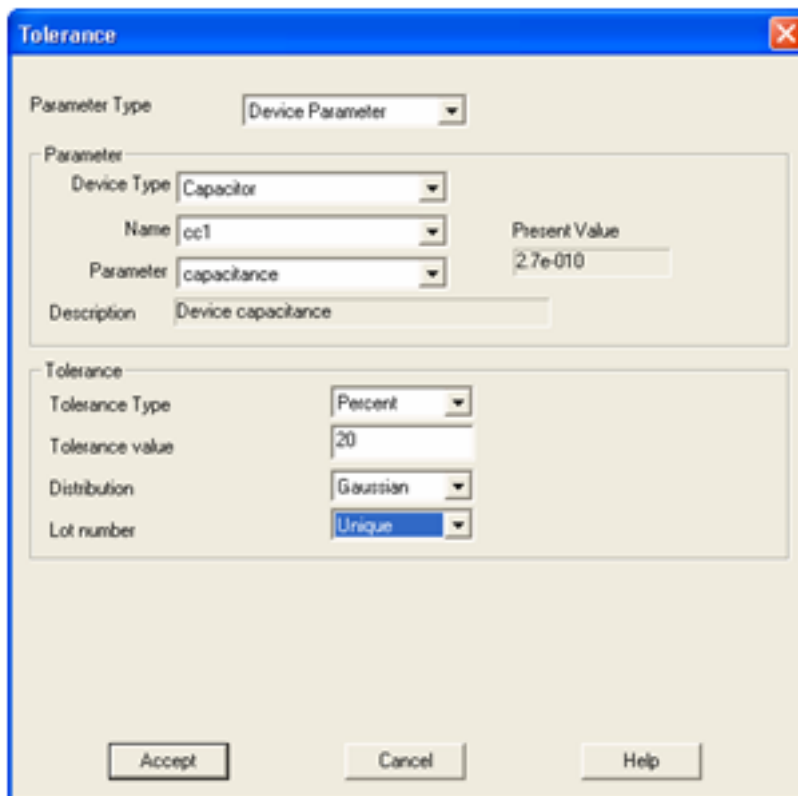 Tolerance
Parameter Type Device Parameter
Parameter
Device Type Capacitor
Name cc1 Present Value
2.7e-010
Parameter capacitance
Description Device capacitance
Tolerance
Tolerance Type Percent
Tolerance value 20
Distribution Gaussian
Lot number Unique
Accept Cancel Help